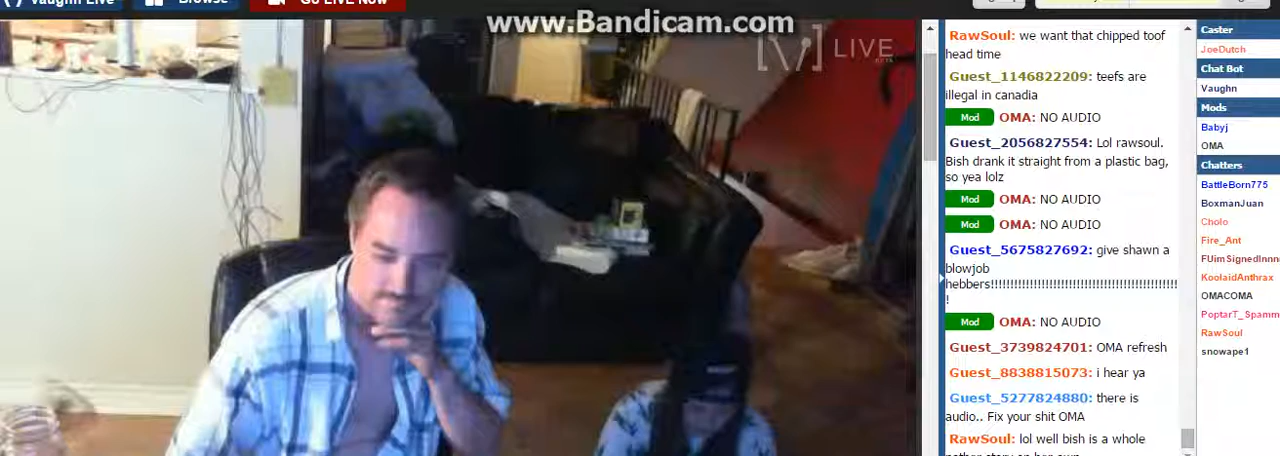 Vaughn Live
Browse
Go LIVE Now
www.Bandicam.com
[V] LIVE
BETA
RawSoul: we want that chipped toof
head time
Guest_1146822209: teefs are
illegal in canada
Mod OMA: NO AUDIO
Guest_2056827554: Lol rawsoul.
Bish drank it straight from a plastic bag,
so yea lolz
Mod OMA: NO AUDIO
Mod OMA: NO AUDIO
Guest_5675827692: give shawn a
blowjob
hebbers!!!!!!!!!!!!!!!!!!!!!!!!!!!!!!!!!!!!!!!!!!!!!!!
!
Mod OMA: NO AUDIO
Guest_3739824701: OMA refresh
Guest_8838815073: i hear ya
Guest_5277824880: there is
audio.. Fix your shit OMA
RawSoul: lol well bish is a whole
Caster
JoeDutch
Chat Bot
Vaughn
Mods
Babyj
OMA
Chatters
BattleBorn775
BoxmanJuan
Cholo
Fire_Ant
FUimSignedInnn
KoolaidAnthrax
OMACOMA
PoptarT_Spamm
RawSoul
snowape1